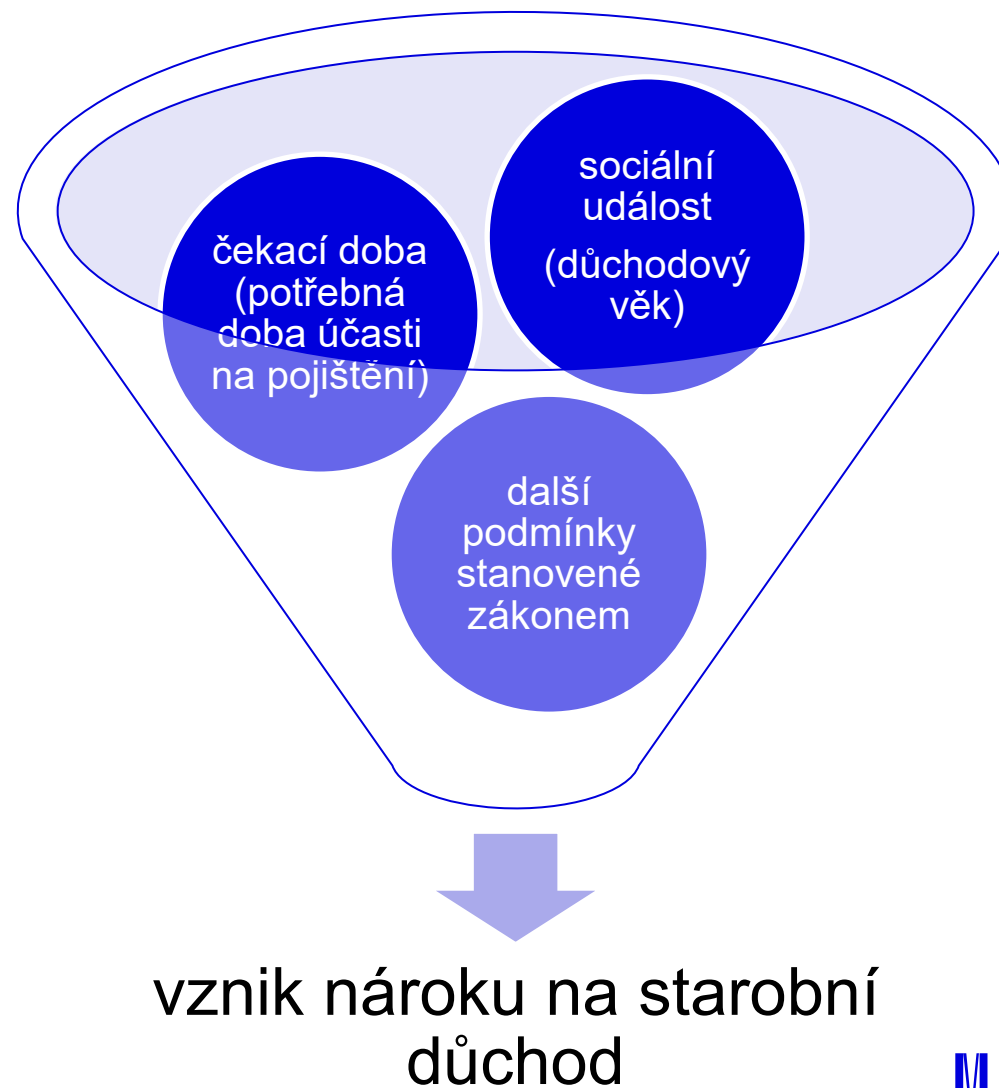 sociální
událost
(důchodový
věk)
čekací doba
(potřebná
doba účasti
na pojištění)
další
podmínky
stanovené
zákonem
vznik nároku na starobní
důchod
M